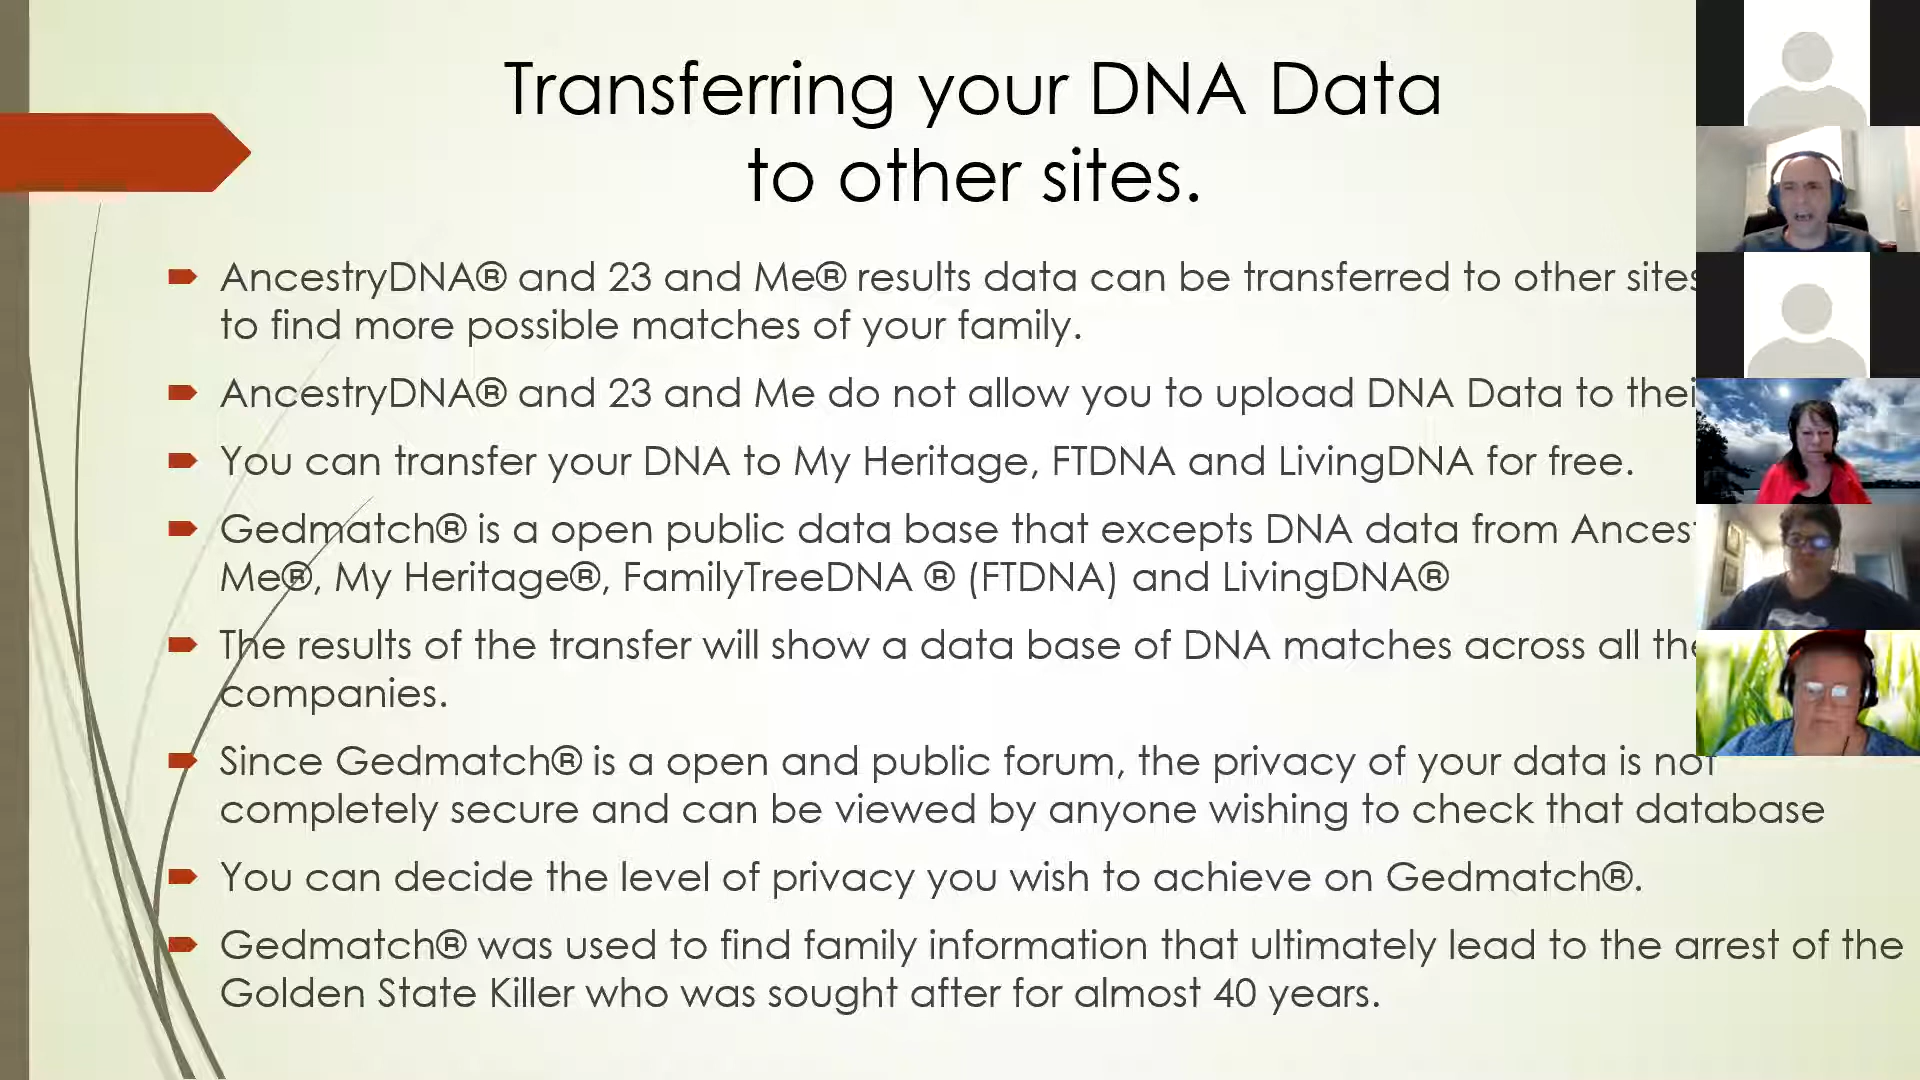 Transferring your DNA Data
to other sites.
AncestryDNA® and 23 and Me® results data can be transferred to other sites
to find more possible matches of your family.
AncestryDNA® and 23 and Me do not allow you to upload DNA Data to
You can transfer your DNA to My Heritage, FTDNA and LivingDNA for free.
Gedmatch® is a open public data base that excepts DNA data from
Me®, My Heritage®, FamilyTreeDNA ® (FTDNA) and LivingDNA®
The results of the transfer will show a data base of DNA matches across all
companies.
Since Gedmatch® is a open and public forum, the privacy of your data is not
completely secure and can be viewed by anyone wishing to check that database
You can decide the level of privacy you wish to achieve on Gedmatch®.
Gedmatch® was used to find family information that ultimately lead to the arrest of the
Golden State Killer who was sought after for almost 40 years.